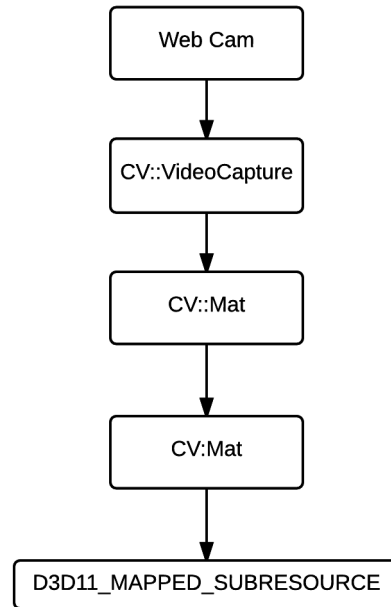 Web Cam
CV::VideoCapture
CV::Mat
CV:Mat
D3D11_MAPPED_SUBRESOURCE